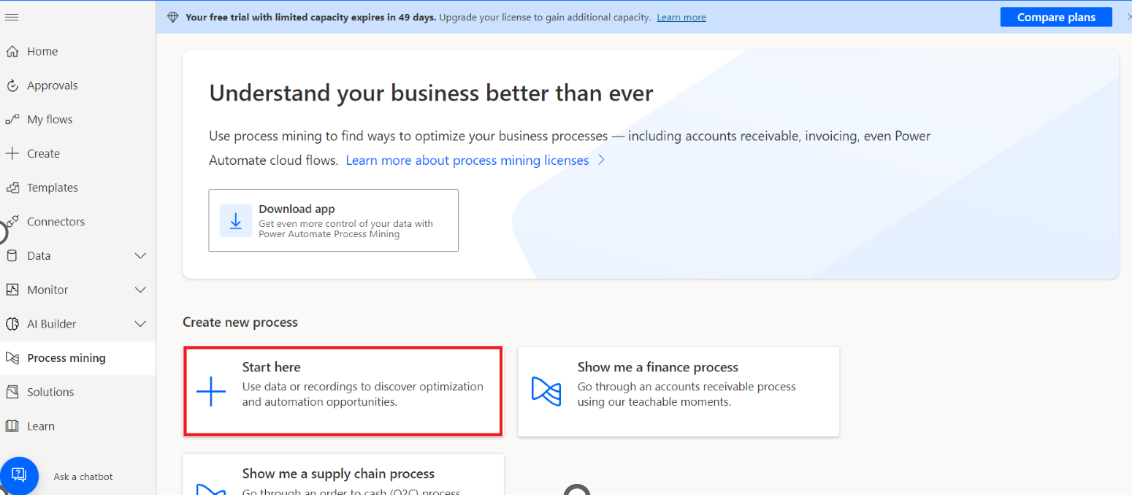 Your free trial with limited capacity expires in 49 days. Upgrade your license to gain additional capacity. Learn more
Compare plans
Home
Approvals
My flows
Create
Templates
Connectors
Data
Monitor
AI Builder
Process mining
Solutions
Learn
Ask a chatbot
Understand your business better than ever
Use process mining to find ways to optimize your business processes — including accounts receivable, invoicing, even Power
Automate cloud flows. Learn more about process mining licenses
Download app
Get even more control of your data with
Power Automate Process Mining
Create new process
Start here
Use data or recordings to discover optimization
and automation opportunities.
Show me a finance process
Go through an accounts receivable process
using our teachable moments.
Show me a supply chain process
Go through an order to cash (O2C) process